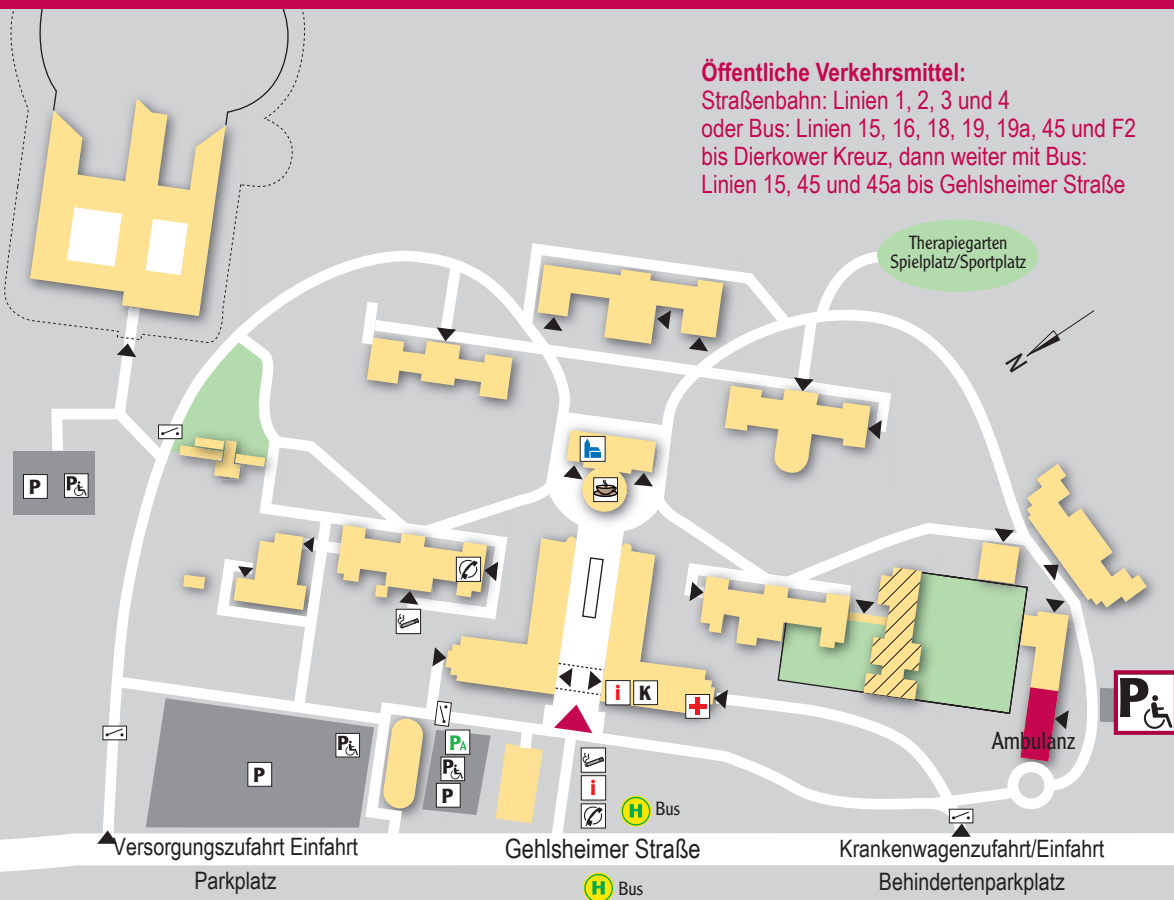 Öffentliche Verkehrsmittel:
Straßenbahn: Linien 1, 2, 3 und 4
oder Bus: Linien 15, 16, 18, 19, 19a, 45 und F2
bis Dierkower Kreuz, dann weiter mit Bus:
Linien 15, 45 und 45a bis Gehlsheimer Straße
Therapiegarten
Spielplatz/Sportplatz
N
P P
i K
P
Ambulanz
PA
P
P
P
P
i
H Bus
Versorgungszufahrt Einfahrt
Gehlsheimer Straße
Krankenwagenzufahrt/Einfahrt
Parkplatz
H Bus
Behindertenparkplatz